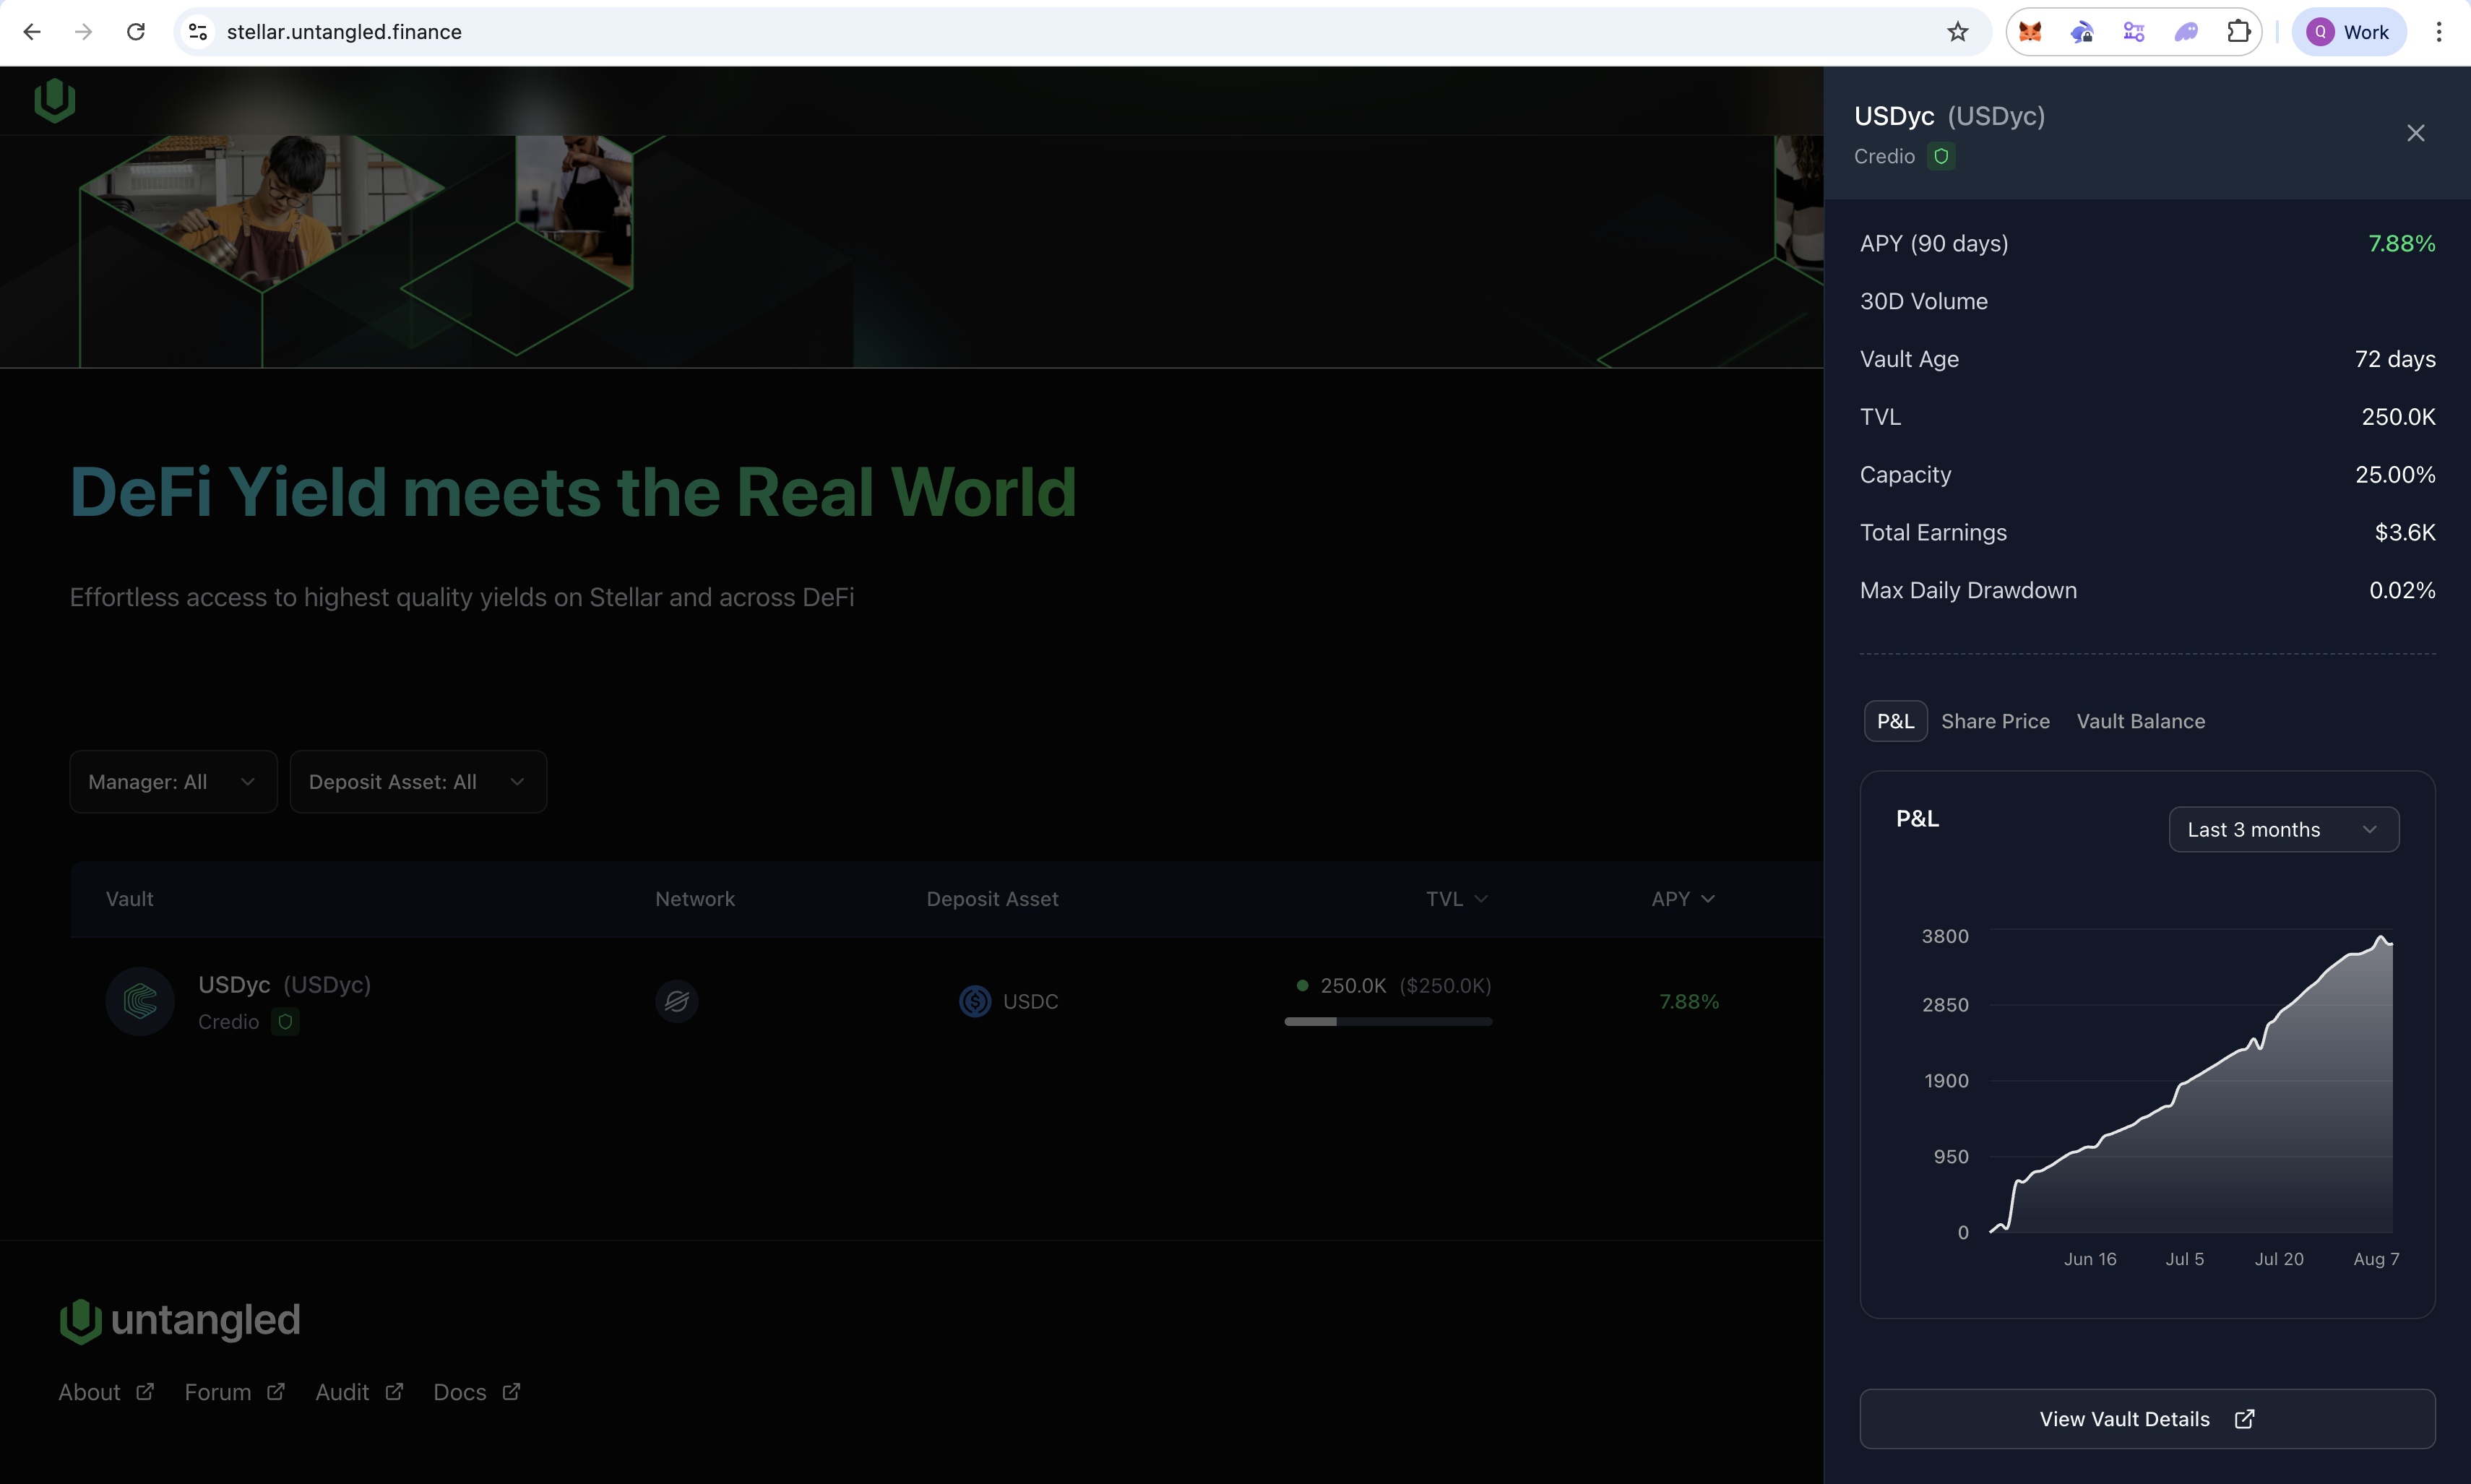 stellar.untangled.finance
Q Work
DeFi Yield meets the Real World
Effortless access to highest quality yields on Stellar and across DeFi
Manager: All
Deposit Asset: All
Vault Network Deposit Asset TVL APY
USDyc (USDyc)
Credio
USDC
250.0K ($250.0K)
7.88%
untangled
About Forum Audit Docs
USDyc (USDyc)
Credio
APY (90 days) 7.88%
30D Volume
Vault Age 72 days
TVL 250.0K
Capacity 25.00%
Total Earnings $3.6K
Max Daily Drawdown 0.02%
P&L Share Price Vault Balance
P&L
Last 3 months
3800
2850
1900
950
0
Jun 16 Jul 5 Jul 20 Aug 7
View Vault Details